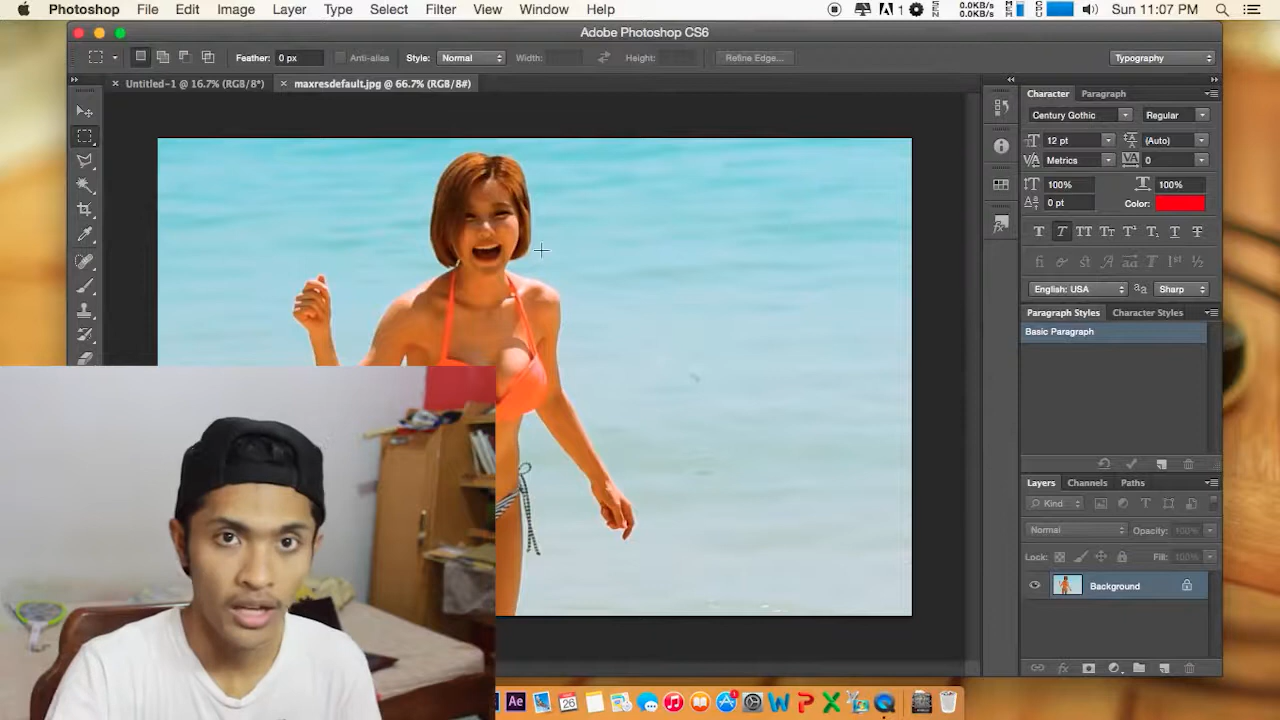 Photoshop File Edit Image Layer Type Select Filter View Window Help 1 0.0KB/s 0.0KB/s Sun 11:07 PM
Adobe Photoshop CS6
Feather: 0 px Anti-alias Style: Normal Width: Height: Refine Edge... Typography
Untitled-1 @ 16.7% (RGB/8*) maxresdefault.jpg @ 66.7% (RGB/8#)
Character Paragraph
Century Gothic Regular
12 pt (Auto)
Metrics 0
100% 100%
0 pt Color:
English: USA Sharp
Paragraph Styles Character Styles
Basic Paragraph
Layers Channels Paths
Kind
Normal Opacity: 100%
Lock: Fill: 100%
Background
Ae 26